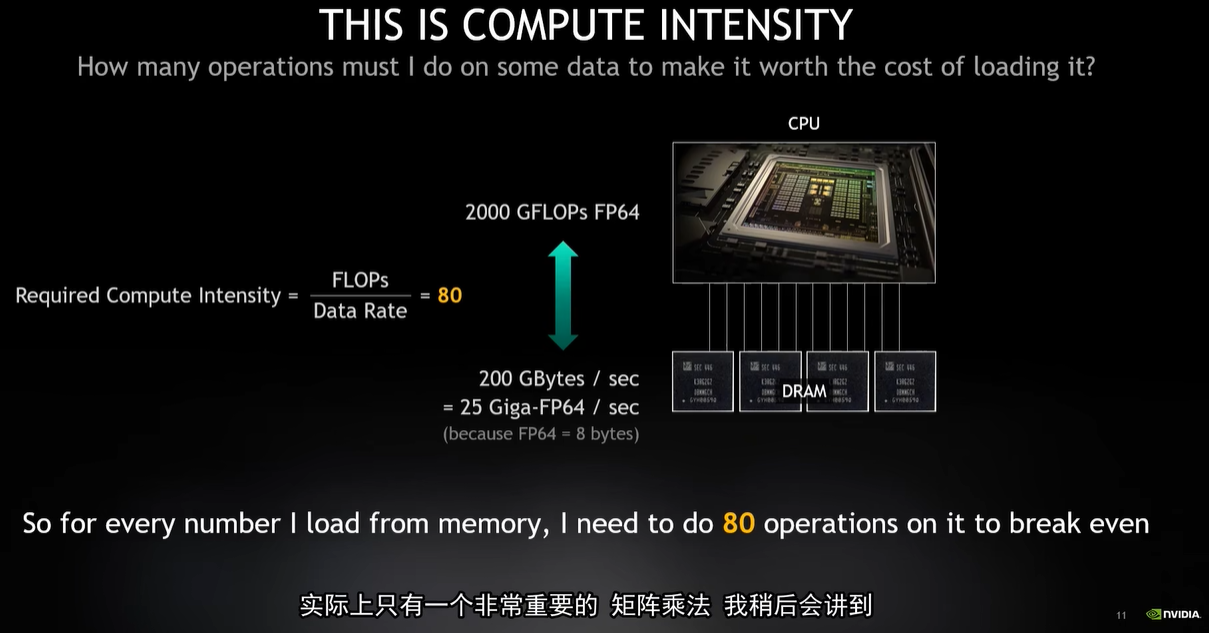 THIS IS COMPUTE INTENSITY
How many operations must I do on some data to make it worth the cost of loading it?
CPU
2000 GFLOPs FP64
Required Compute Intensity = FLOPs / Data Rate = 80
200 GBytes / sec
= 25 Giga-FP64 / sec
(because FP64 = 8 bytes)
DRAM
So for every number I load from memory, I need to do 80 operations on it to break even
实际上只有一个非常重要的 矩阵乘法 我稍后会讲到
11
NVIDIA.